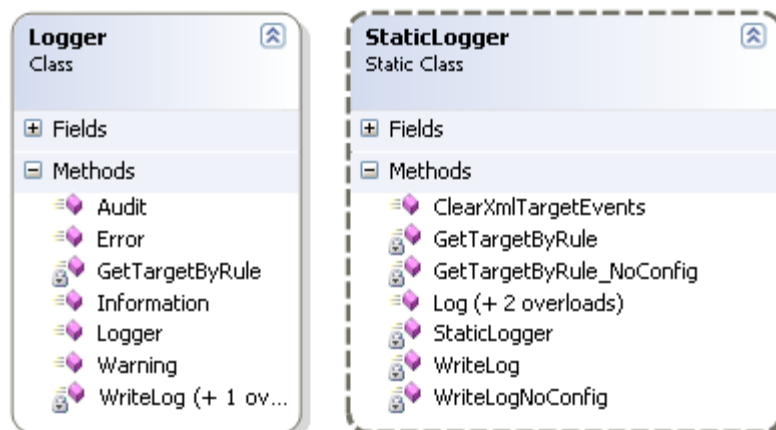 Logger
Class
Fields
Methods
Audit
Error
GetTargetByRule
Information
Logger
Warning
WriteLog (+ 1 ov...
StaticLogger
Static Class
Fields
Methods
ClearXmlTargetEvents
GetTargetByRule
GetTargetByRule_NoConfig
Log (+ 2 overloads)
StaticLogger
WriteLog
WriteLogNoConfig